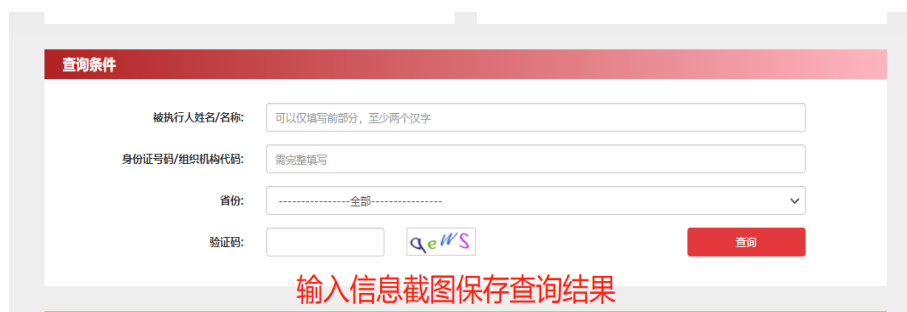 查询条件
被执行人姓名/名称: 可以仅填写前部分，至少两个汉字
身份证号码/组织机构代码: 需完整填写
省份: ----------------全部----------------
验证码: qeWS 查询
输入信息截图保存查询结果